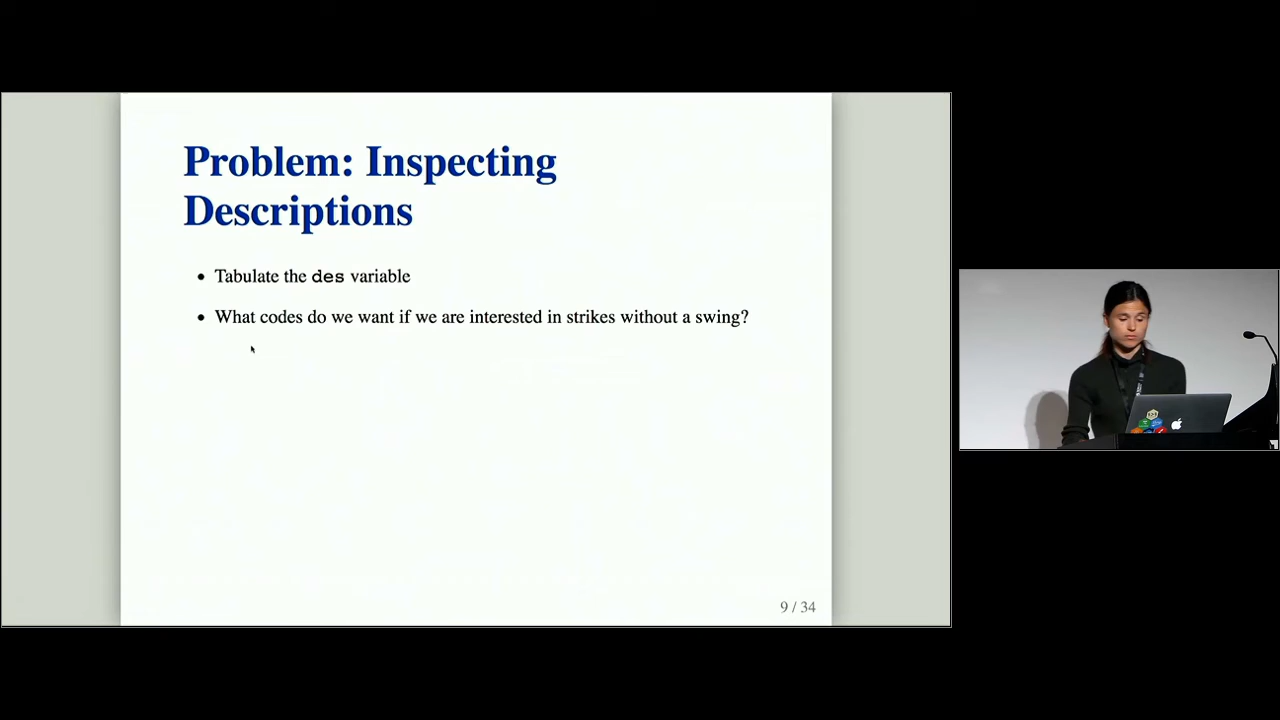 Problem: Inspecting
Descriptions
• Tabulate the des variable
• What codes do we want if we are interested in strikes without a swing?
9 / 34